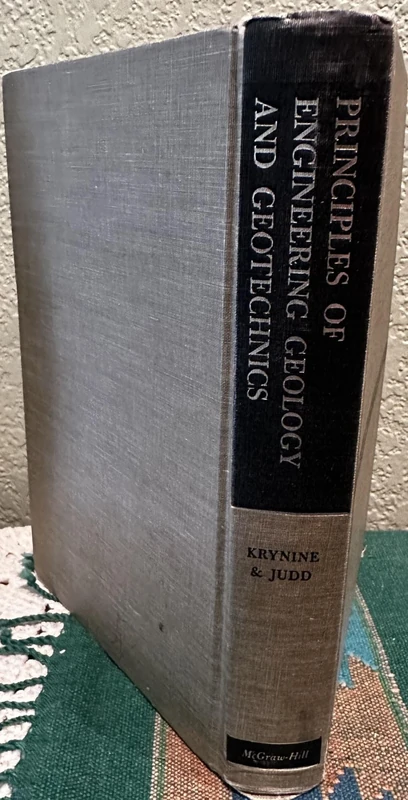 PRINCIPLES OF
ENGINEERING GEOLOGY
AND GEOTECHNICS
KRYNINE
& JUDD
McGraw-Hill